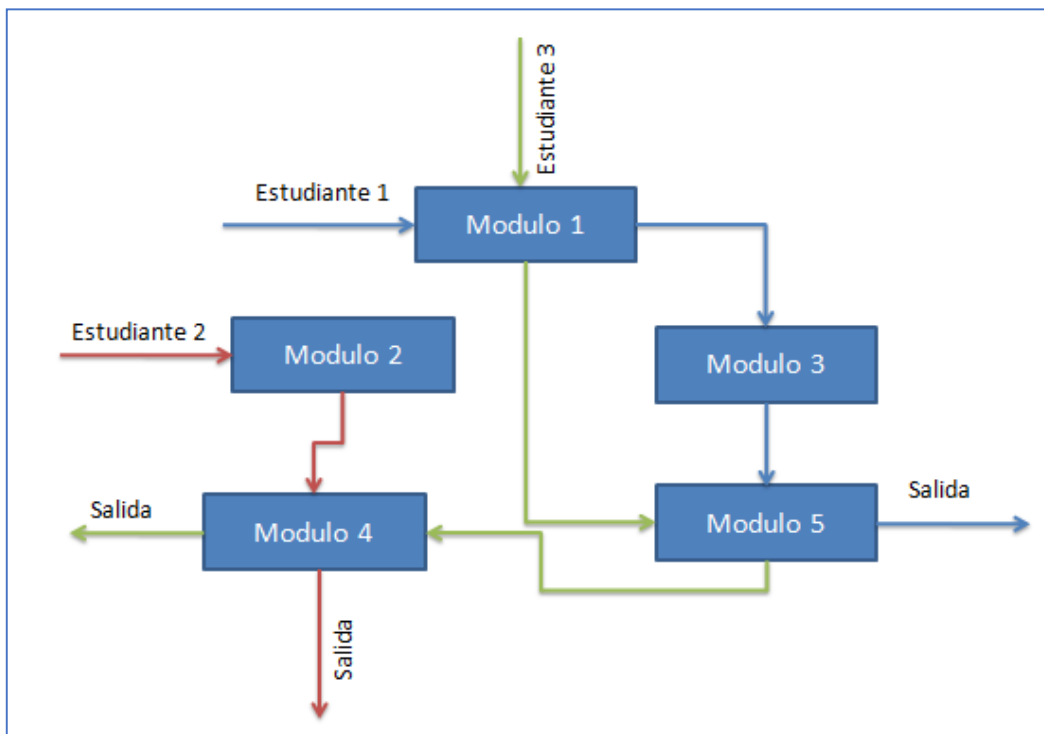 Estudiante 3
Estudiante 1
Modulo 1
Estudiante 2
Modulo 2
Modulo 3
Salida
Modulo 4
Modulo 5
Salida
Salida